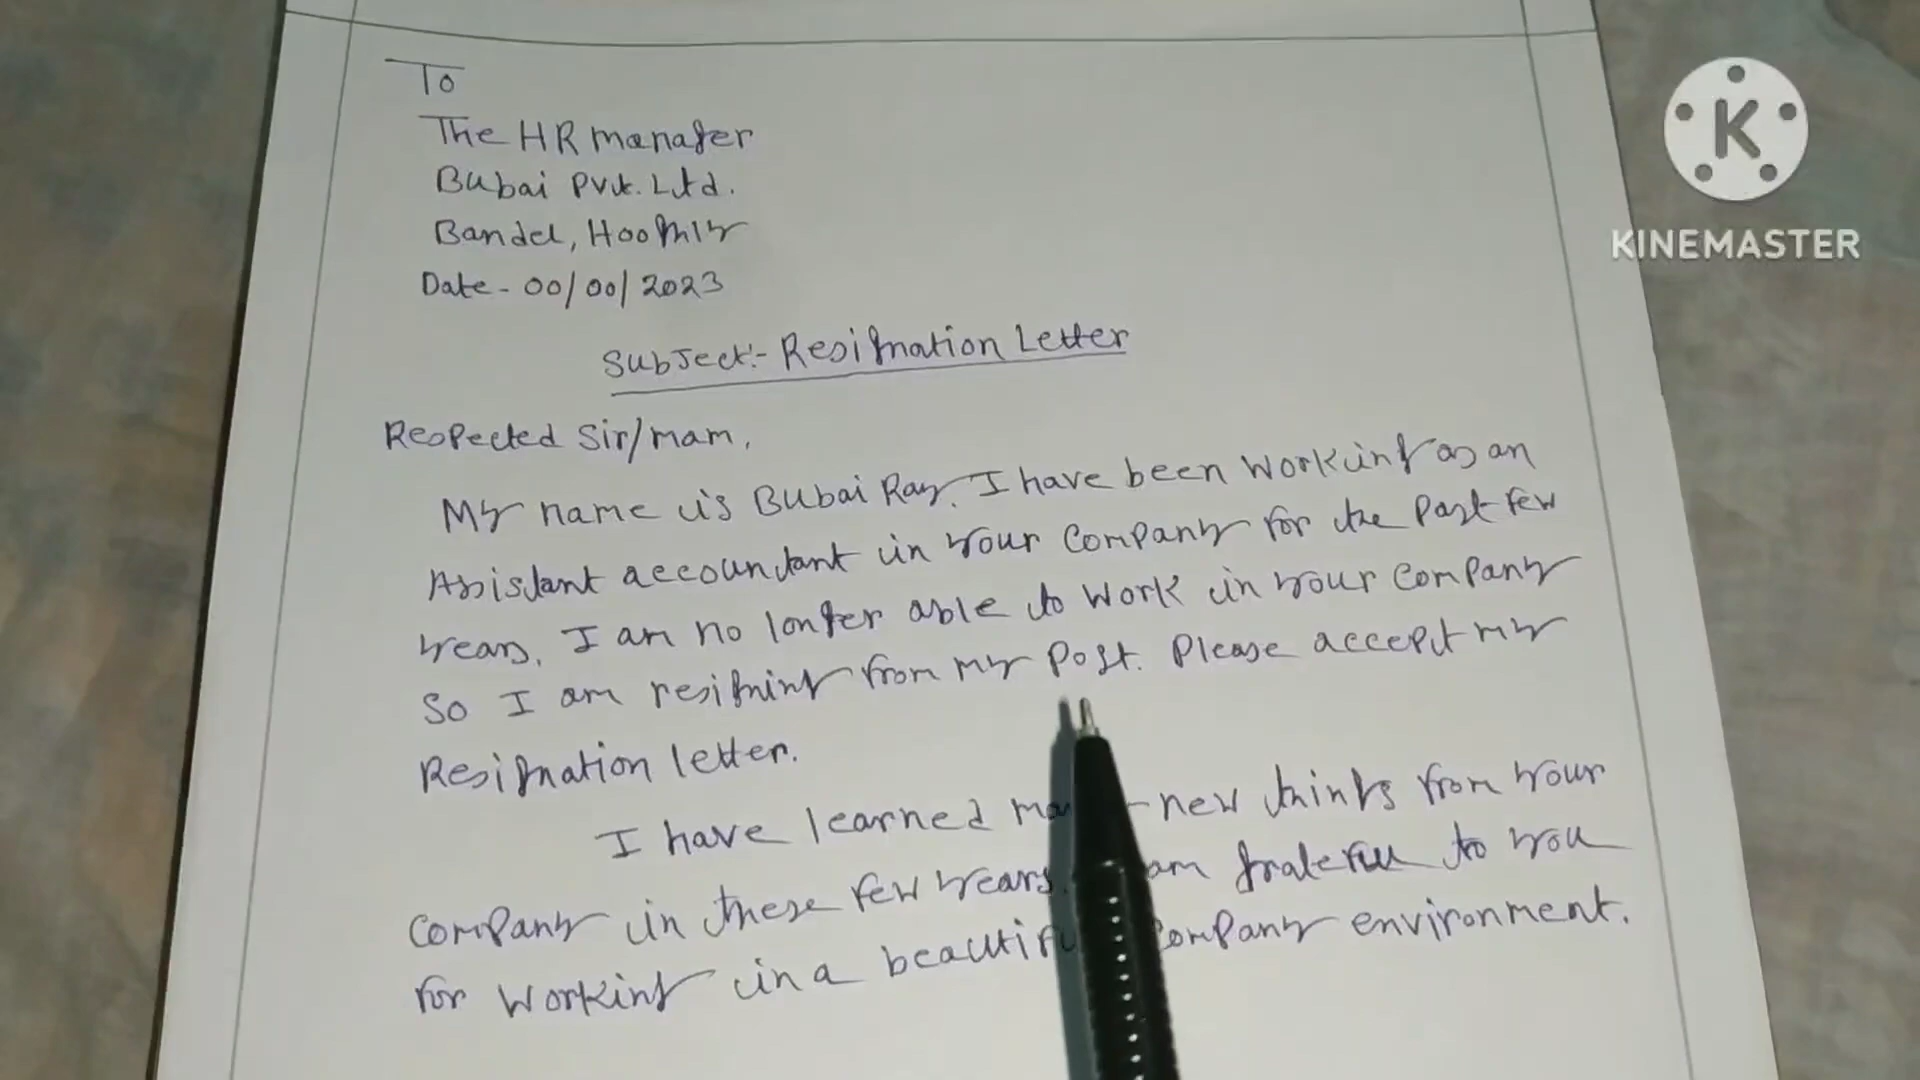 To
The HR manager
Bubai Pvt. Ltd.
Bandel, Hooghly
Date - 00/00/2023
Subject:- Resignation Letter
Respected Sir/mam,
My name is Bubai Ray. I have been working as an
Assistant accountant in your company for the past few
years. I am no longer able to work in your company
So I am resigning from my post. Please accept my
Resignation letter.
I have learned new things from your
company in these few years. am grateful to you
for working in a company environment.
K
KINEMASTER